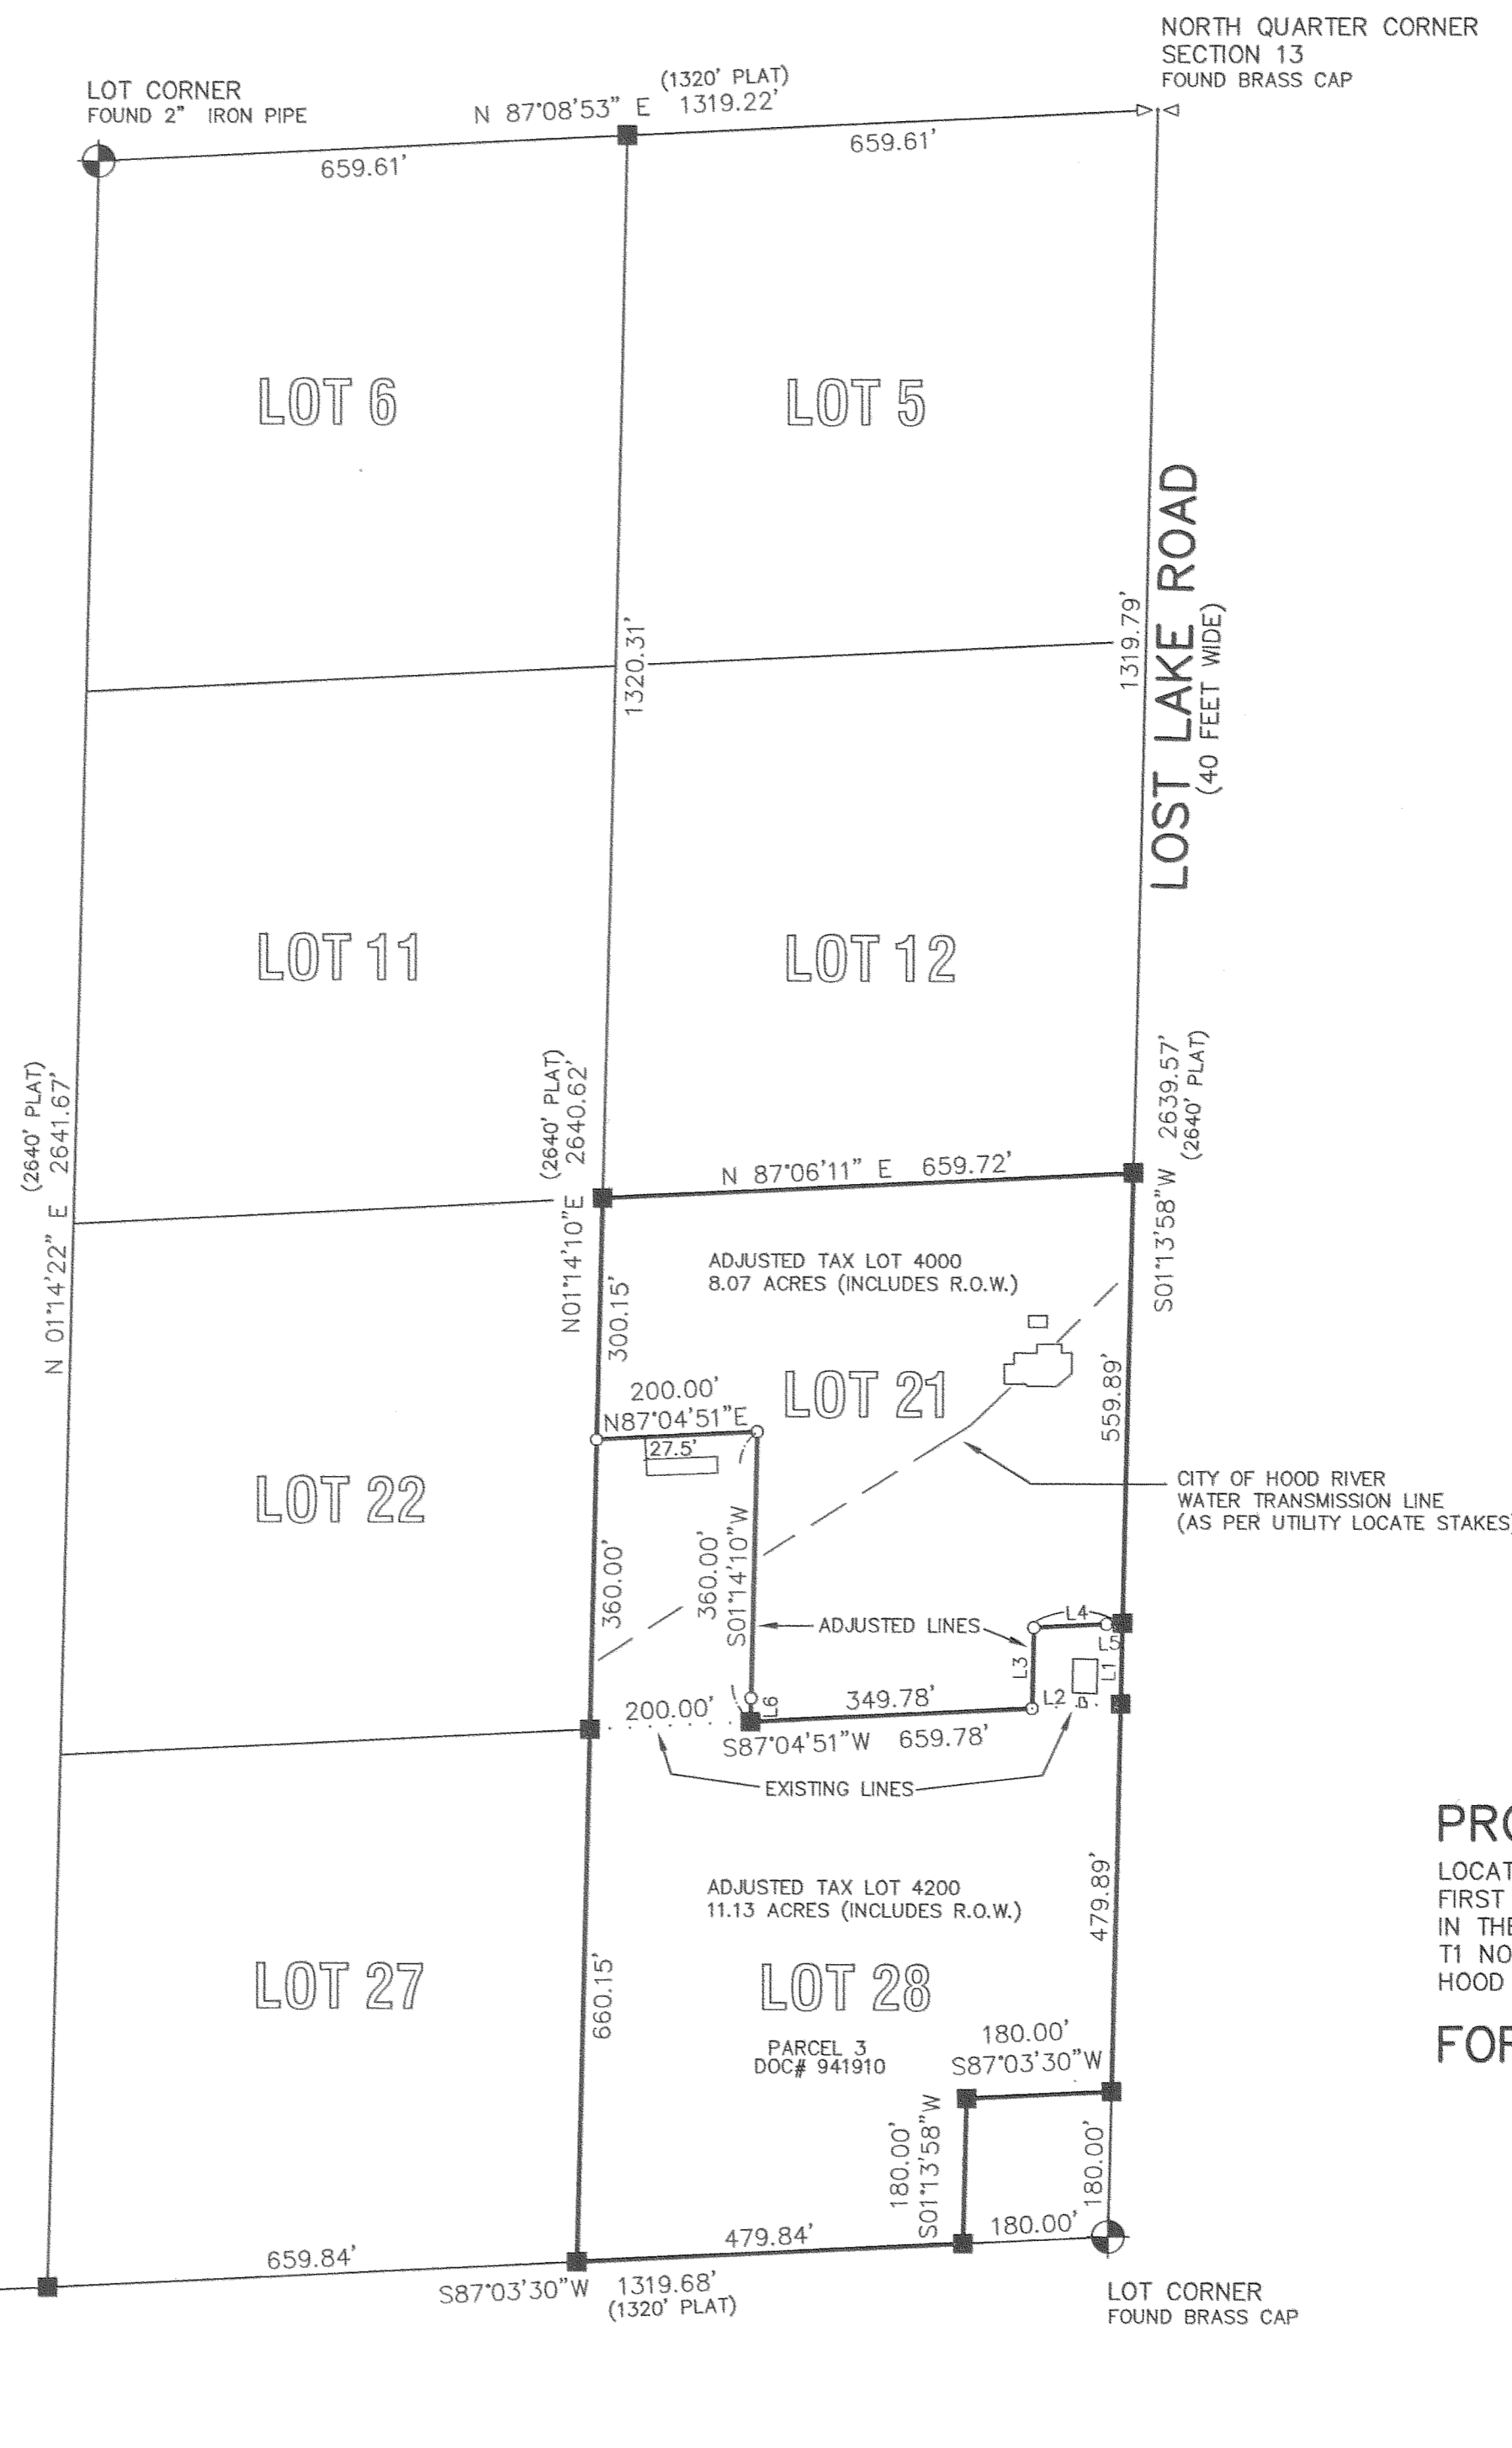 NORTH QUARTER CORNER
SECTION 13
FOUND BRASS CAP
LOT CORNER
FOUND 2" IRON PIPE
(1320' PLAT)
N 87°08'53" E 1319.22'
659.61'
659.61'
LOT 6
LOT 5
LOST LAKE ROAD
(40 FEET WIDE)
1319.79'
1320.31'
LOT 11
LOT 12
(2640' PLAT)
N 01°14'22" E 2641.67'
(2640' PLAT)
2640.62'
N01°14'10"E
S01°13'58"W 2639.57'
(2640' PLAT)
N 87°06'11" E 659.72'
ADJUSTED TAX LOT 4000
8.07 ACRES (INCLUDES R.O.W.)
300.15'
LOT 21
559.89'
200.00'
N87°04'51"E
27.5'
CITY OF HOOD RIVER
WATER TRANSMISSION LINE
(AS PER UTILITY LOCATE STAKES)
LOT 22
360.00'
360.00'
S01°14'10"W
ADJUSTED LINES
L4
L5
L3
L1
L2
L6
200.00'
349.78'
S87°04'51"W 659.78'
EXISTING LINES
PRO
LOCAT
FIRST
IN THE
T1 NO
HOOD
FOR
ADJUSTED TAX LOT 4200
11.13 ACRES (INCLUDES R.O.W.)
479.89'
LOT 27
660.15'
LOT 28
PARCEL 3
DOC# 941910
180.00'
S87°03'30"W
180.00'
S01°13'58"W
180.00'
180.00'
479.84'
659.84'
S87°03'30"W 1319.68'
(1320' PLAT)
LOT CORNER
FOUND BRASS CAP